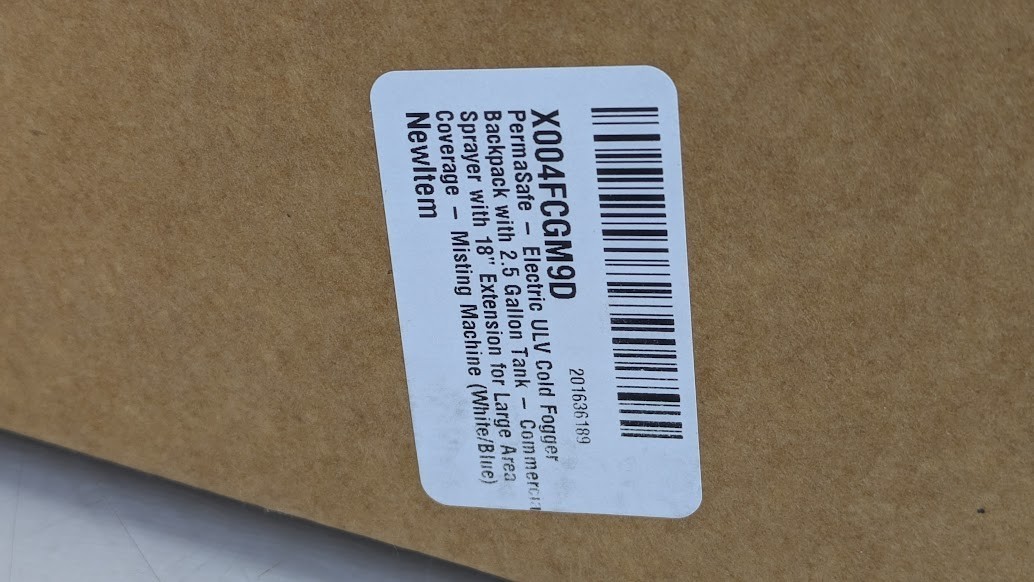 X004FCGM9D
201636189
PermaSafe – Electric ULV Cold Fogger
Backpack with 2.5 Gallon Tank – Commercia
Sprayer with 18" Extension for Large Area
Coverage – Misting Machine (White/Blue)
NewItem